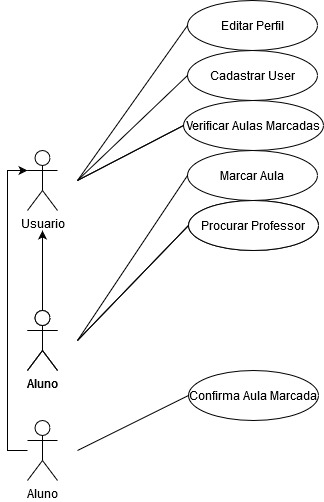 Editar Perfil
Cadastrar User
Verificar Aulas Marcadas
Marcar Aula
Usuario
Procurar Professor
Aluno
Confirma Aula Marcada
Aluno